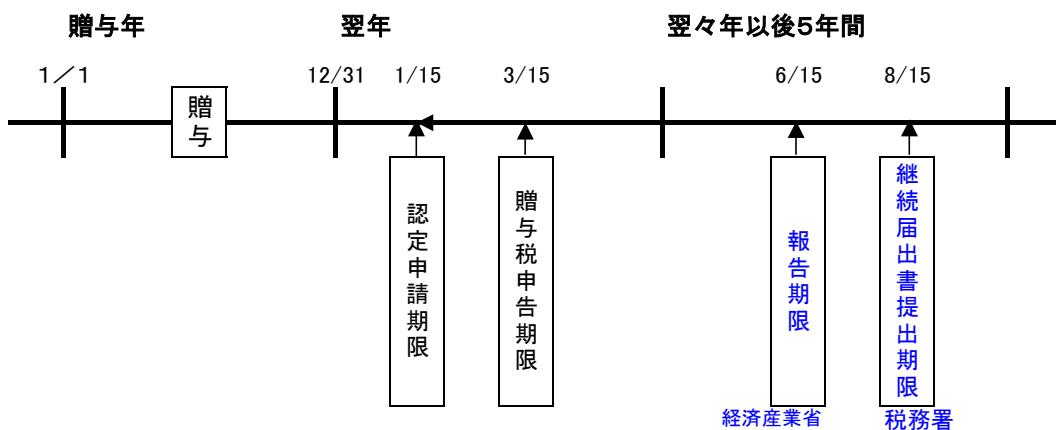 贈与年 翌年 翌々年以後5年間
1/1 12/31 1/15 3/15 6/15 8/15
贈与
認定申請期限
贈与税申告期限
報告期限
継続届出書提出期限
経済産業省 税務署